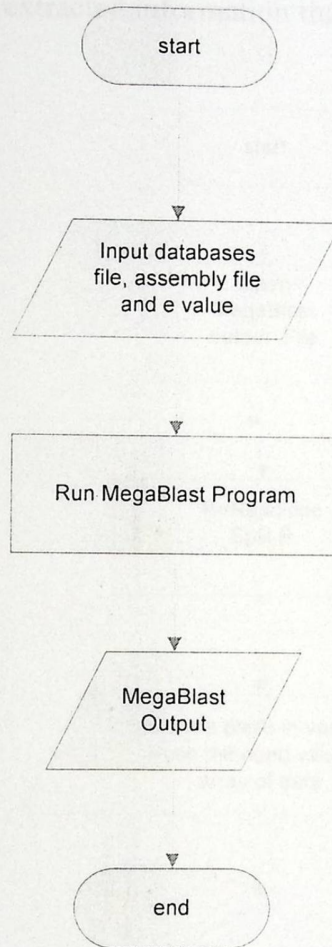 start
Input databases
file, assembly file
and e value
Run MegaBlast Program
MegaBlast
Output
end